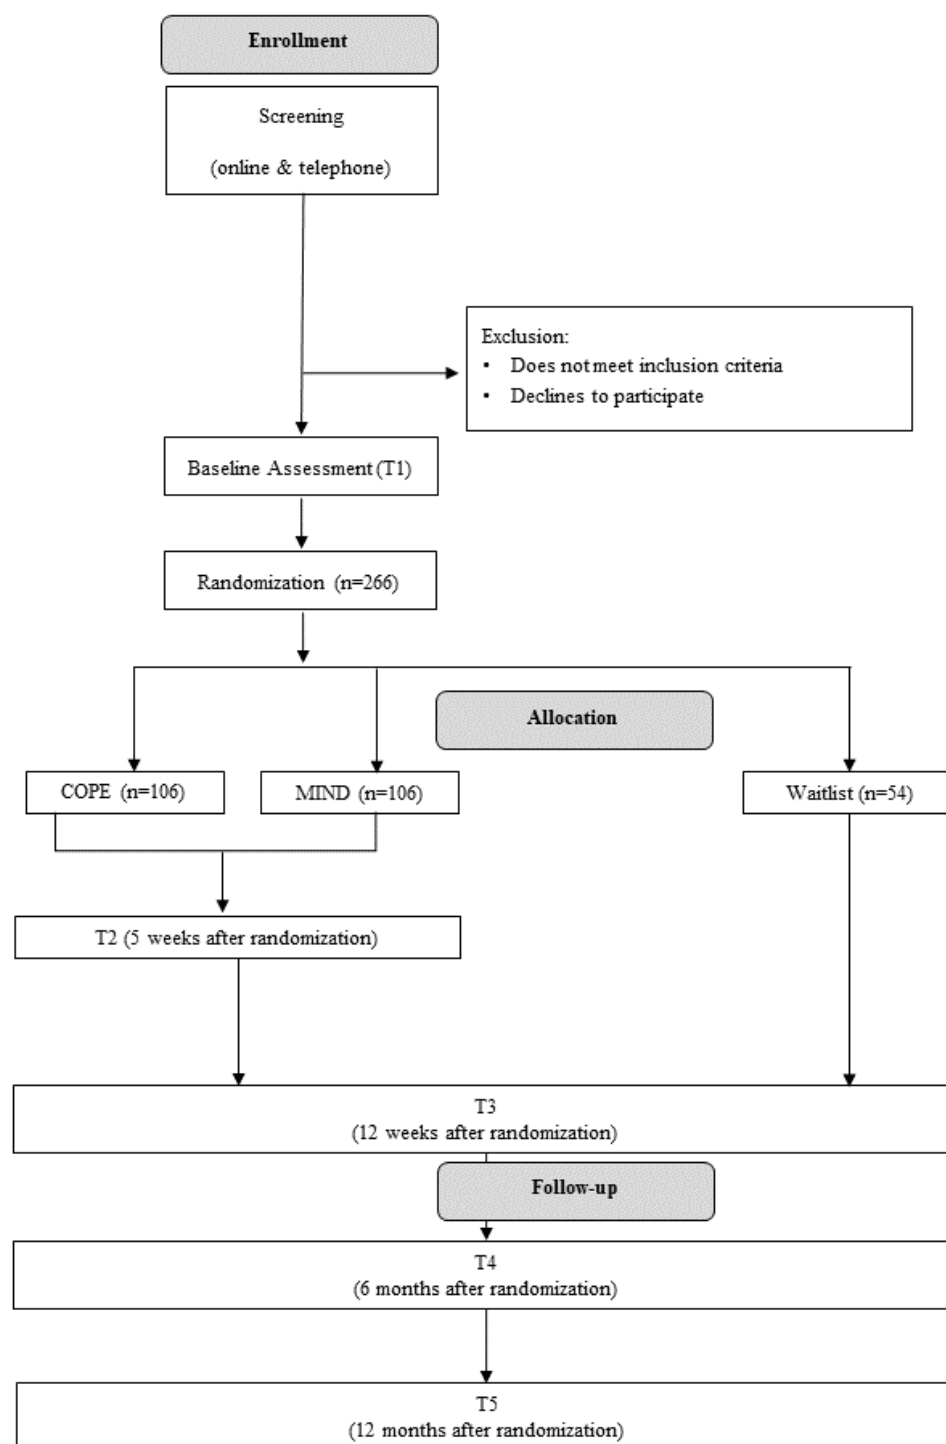 Enrollment
Screening
(online & telephone)
Exclusion:
• Does not meet inclusion criteria
• Declines to participate
Baseline Assessment (T1)
Randomization (n=266)
Allocation
COPE (n=106)
MIND (n=106)
Waitlist (n=54)
T2 (5 weeks after randomization)
T3
(12 weeks after randomization)
Follow-up
T4
(6 months after randomization)
T5
(12 months after randomization)